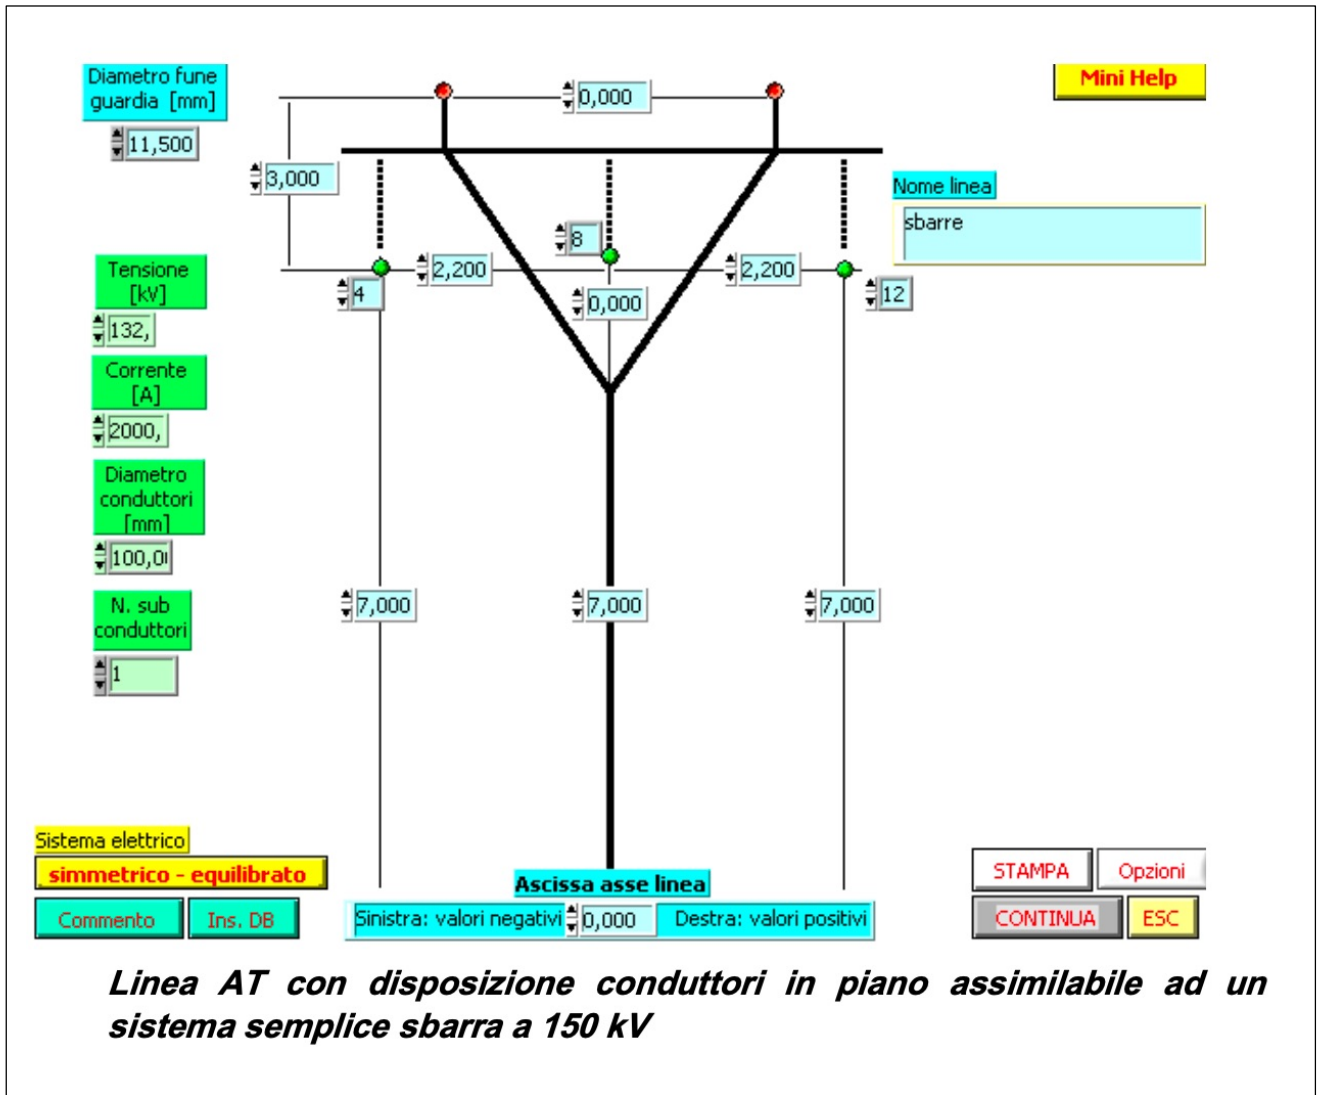 Diametro fune
guardia [mm]
11,500
0,000
Mini Help
3,000
Nome linea
sbarre
8
2,200
2,200
4
0,000
12
Tensione
[kV]
132,
Corrente
[A]
2000,
Diametro
conduttori
[mm]
100,0
N. sub
conduttori
1
7,000
7,000
7,000
Sistema elettrico
simmetrico - equilibrato
Commento
Ins. DB
Ascissa asse linea
Sinistra: valori negativi
0,000
Destra: valori positivi
STAMPA
Opzioni
CONTINUA
ESC
Linea AT con disposizione conduttori in piano assimilabile ad un
sistema semplice sbarra a 150 kV